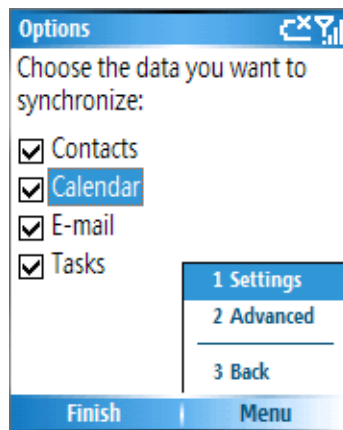 Options
Choose the data you want to
synchronize:
Contacts
Calendar
E-mail
Tasks
1 Settings
2 Advanced
3 Back
Finish
Menu